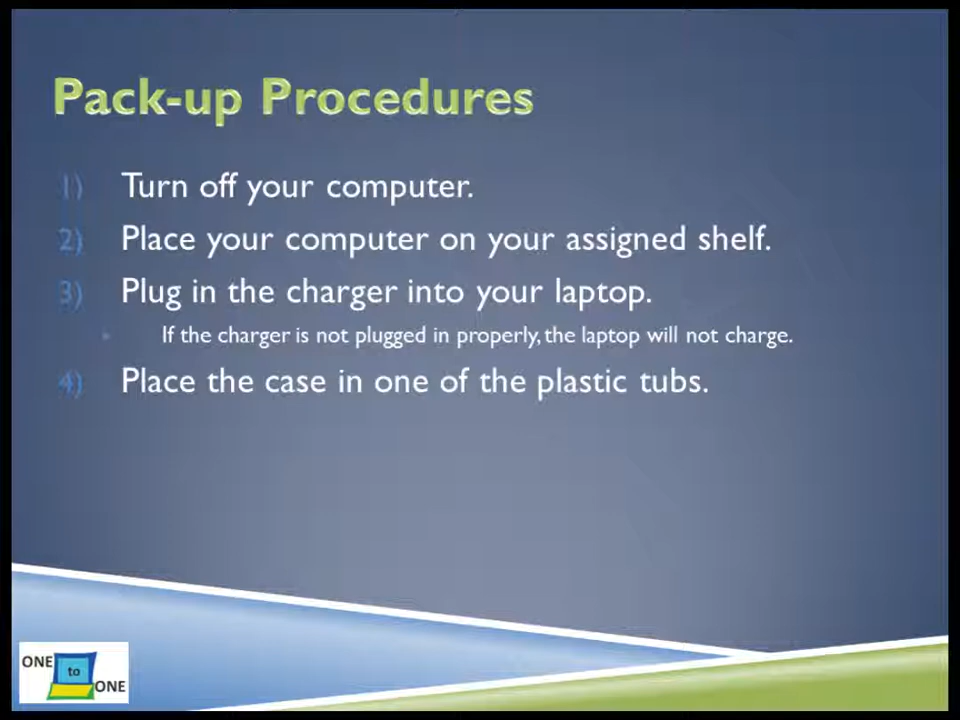 Pack-up Procedures
1) Turn off your computer.
2) Place your computer on your assigned shelf.
3) Plug in the charger into your laptop.
If the charger is not plugged in properly, the laptop will not charge.
4) Place the case in one of the plastic tubs.
ONE
to
ONE